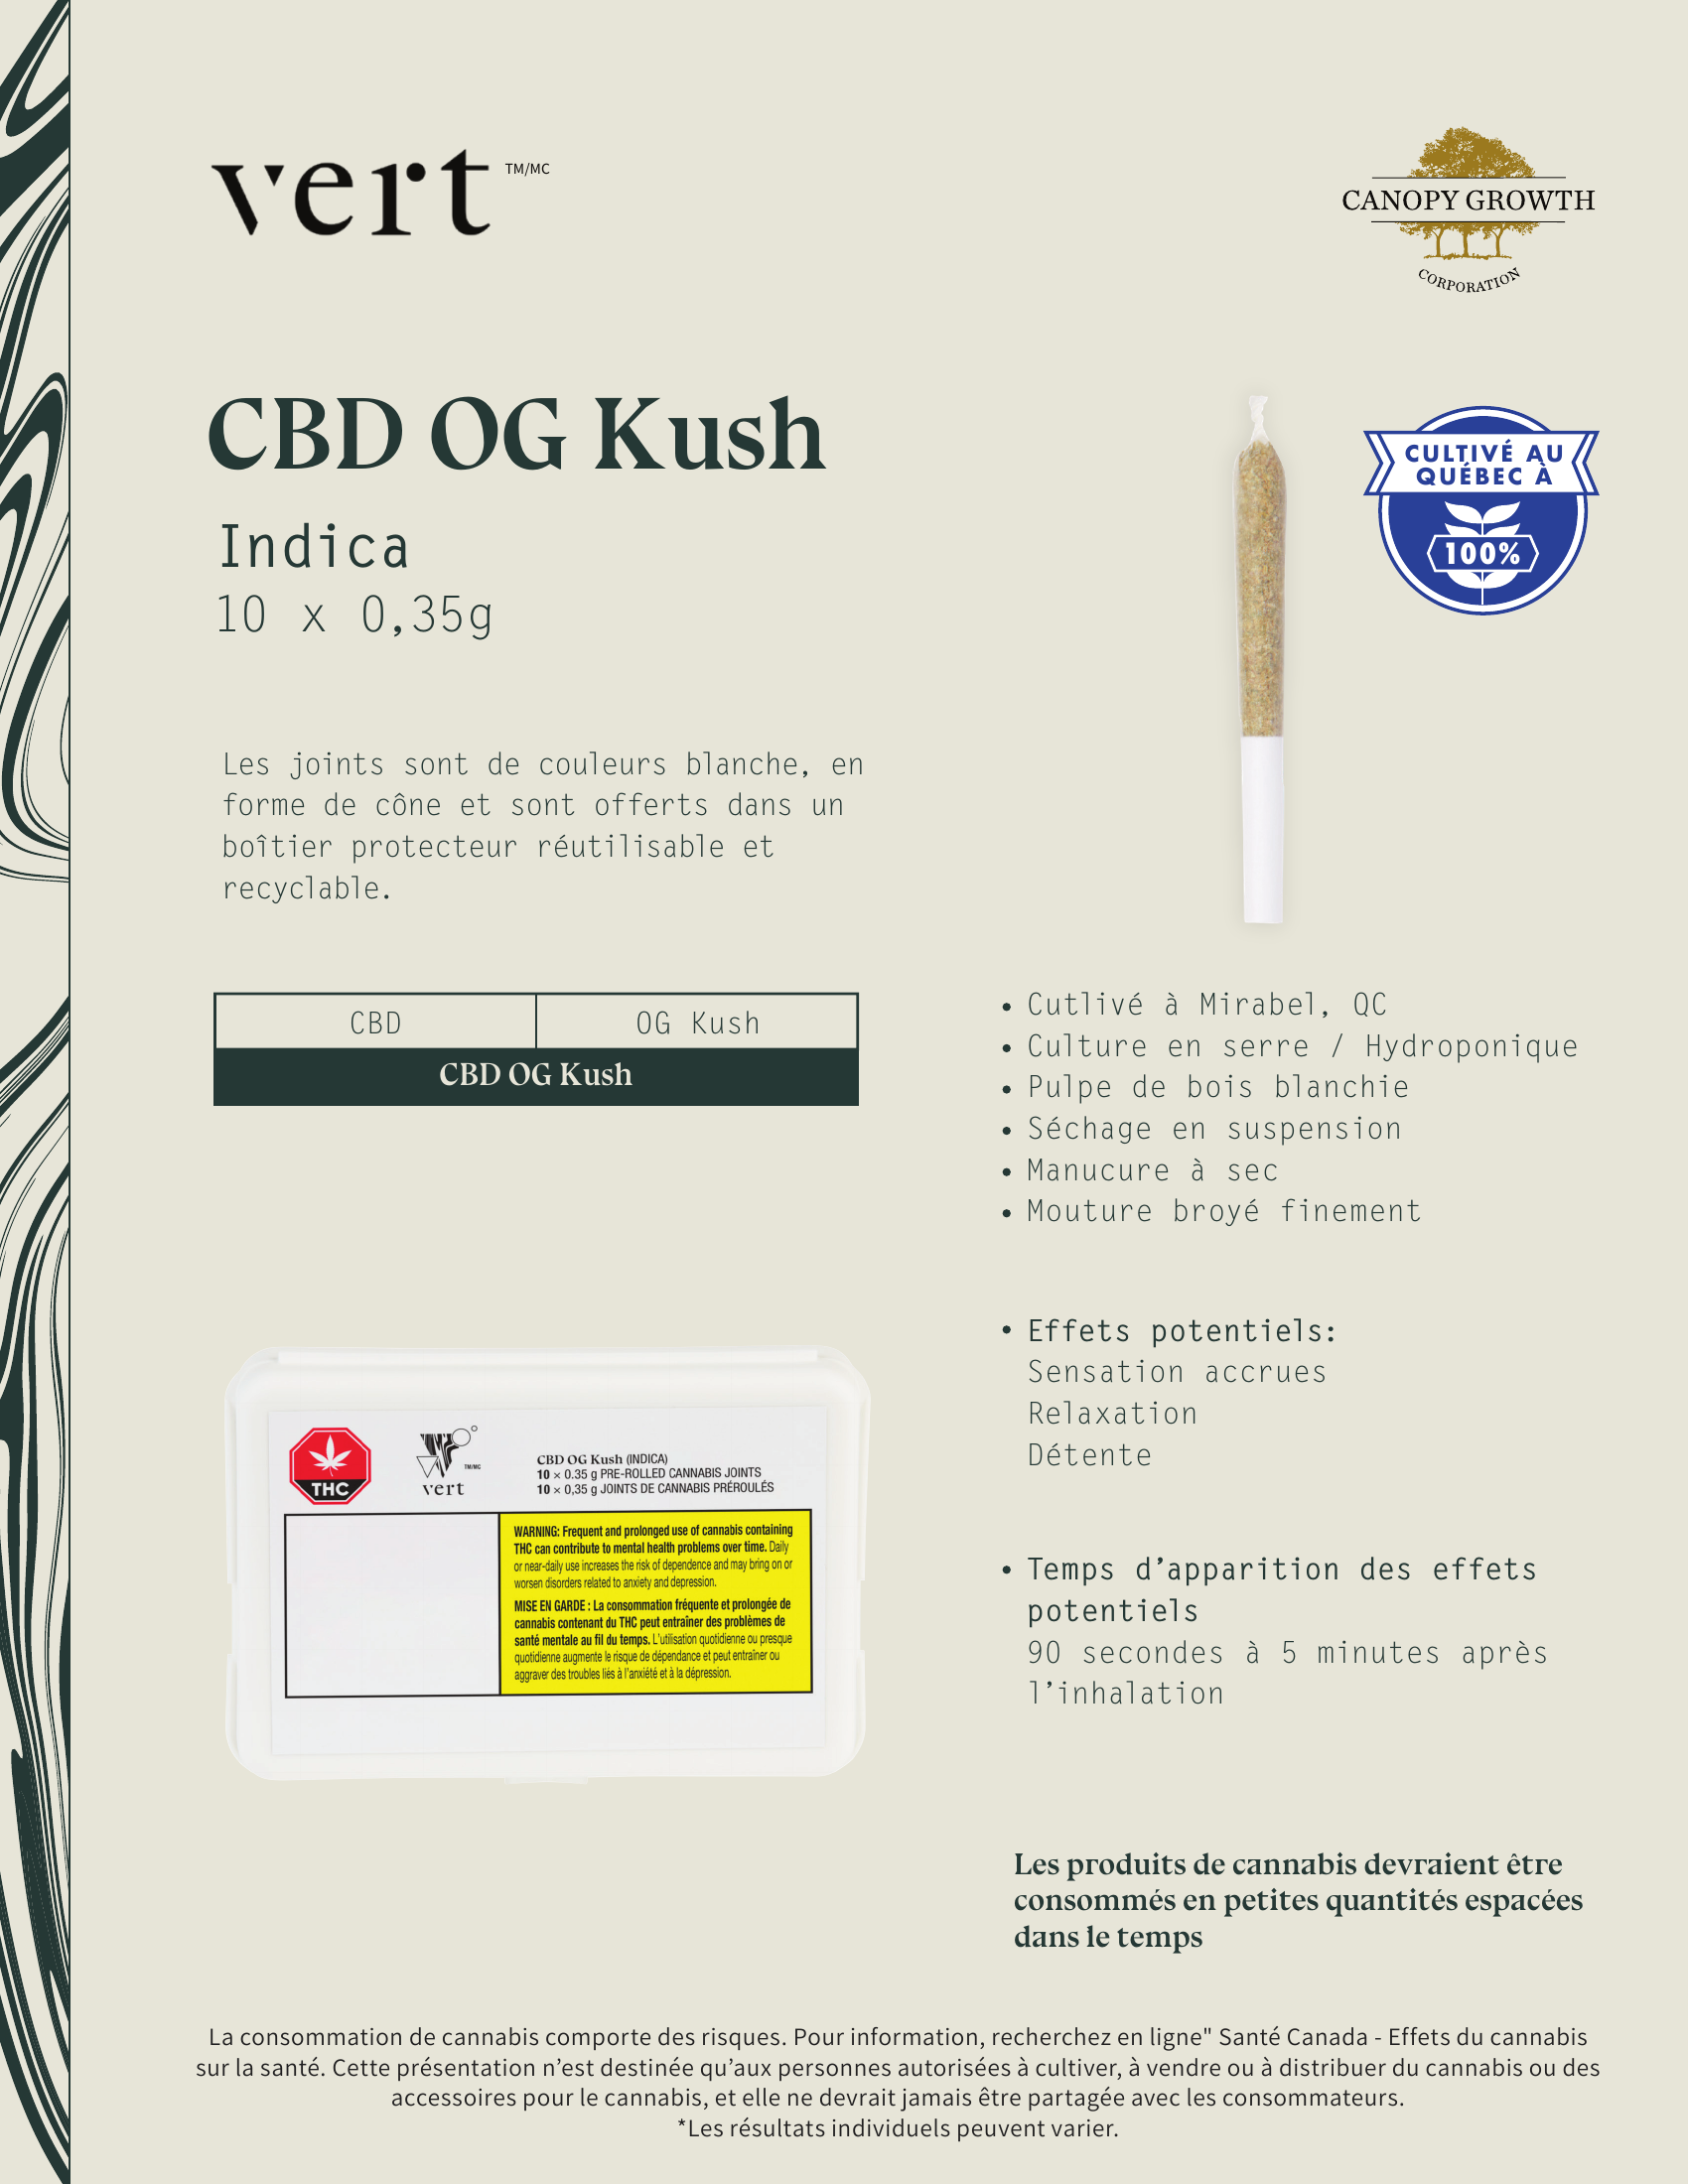 vert TM/MC
CANOPY GROWTH
CORPORATION
CBD OG Kush
Indica
10 x 0,35g
CULTIVÉ AU
QUÉBEC À
100%
Les joints sont de couleurs blanche, en
forme de cône et sont offerts dans un
boîtier protecteur réutilisable et
recyclable.
CBD
OG Kush
CBD OG Kush
• Cutlivé à Mirabel, QC
• Culture en serre / Hydroponique
• Pulpe de bois blanchie
• Séchage en suspension
• Manucure à sec
• Mouture broyé finement
• Effets potentiels:
Sensation accrues
Relaxation
Détente
• Temps d’apparition des effets
potentiels
90 secondes à 5 minutes après
l’inhalation
THC
TM/MC
vert
CBD OG Kush (INDICA)
10 × 0.35 g PRE-ROLLED CANNABIS JOINTS
10 × 0,35 g JOINTS DE CANNABIS PRÉROULÉS
WARNING: Frequent and prolonged use of cannabis containing
THC can contribute to mental health problems over time. Daily
or near-daily use increases the risk of dependence and may bring on or
worsen disorders related to anxiety and depression.
MISE EN GARDE : La consommation fréquente et prolongée de
cannabis contenant du THC peut entraîner des problèmes de
santé mentale au fil du temps. L’utilisation quotidienne ou presque
quotidienne augmente le risque de dépendance et peut entraîner ou
aggraver des troubles liés à l’anxiété et à la dépression.
Les produits de cannabis devraient être
consommés en petites quantités espacées
dans le temps
La consommation de cannabis comporte des risques. Pour information, recherchez en ligne" Santé Canada - Effets du cannabis
sur la santé. Cette présentation n’est destinée qu’aux personnes autorisées à cultiver, à vendre ou à distribuer du cannabis ou des
accessoires pour le cannabis, et elle ne devrait jamais être partagée avec les consommateurs.
*Les résultats individuels peuvent varier.